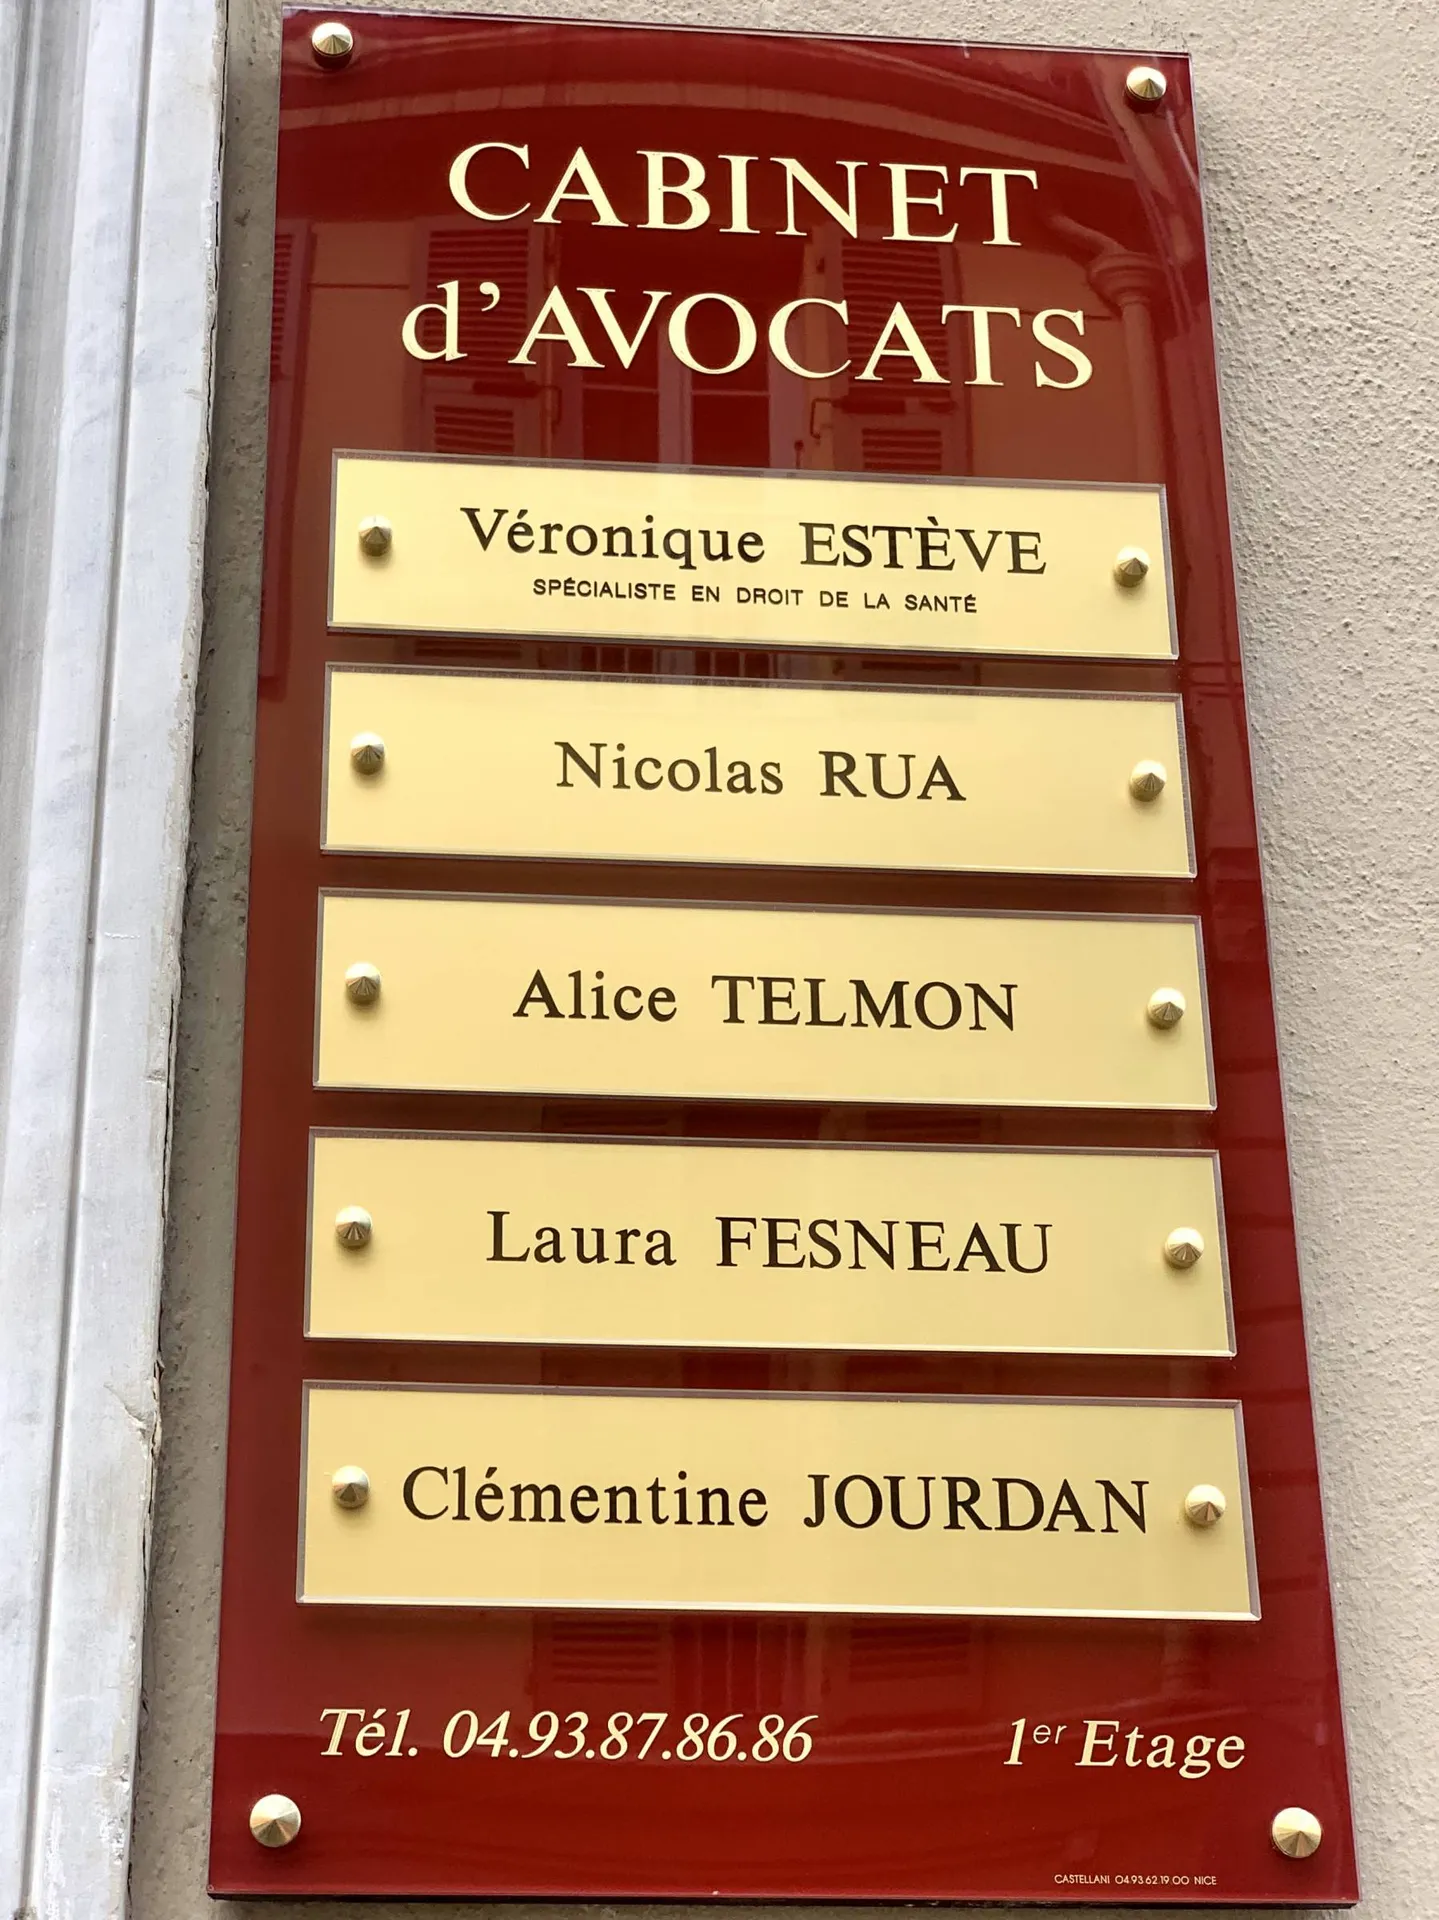 CABINET
d'AVOCATS
Véronique ESTÈVE
SPÉCIALISTE EN DROIT DE LA SANTÉ
Nicolas RUA
Alice TELMON
Laura FESNEAU
Clémentine JOURDAN
Tél. 04.93.87.86.86
1er Etage
CASTELLANI 04.93.62.19.00 NICE